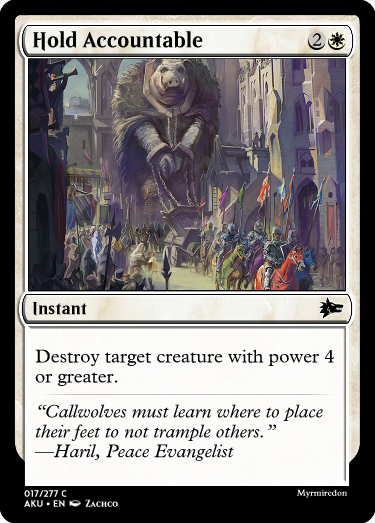 Hold Accountable 2
Instant
Destroy target creature with power 4
or greater.
“Callwolves must learn where to place
their feet to not trample others.”
—Haril, Peace Evangelist
017/277 C
AKU • EN Zachco
Myrmiredon